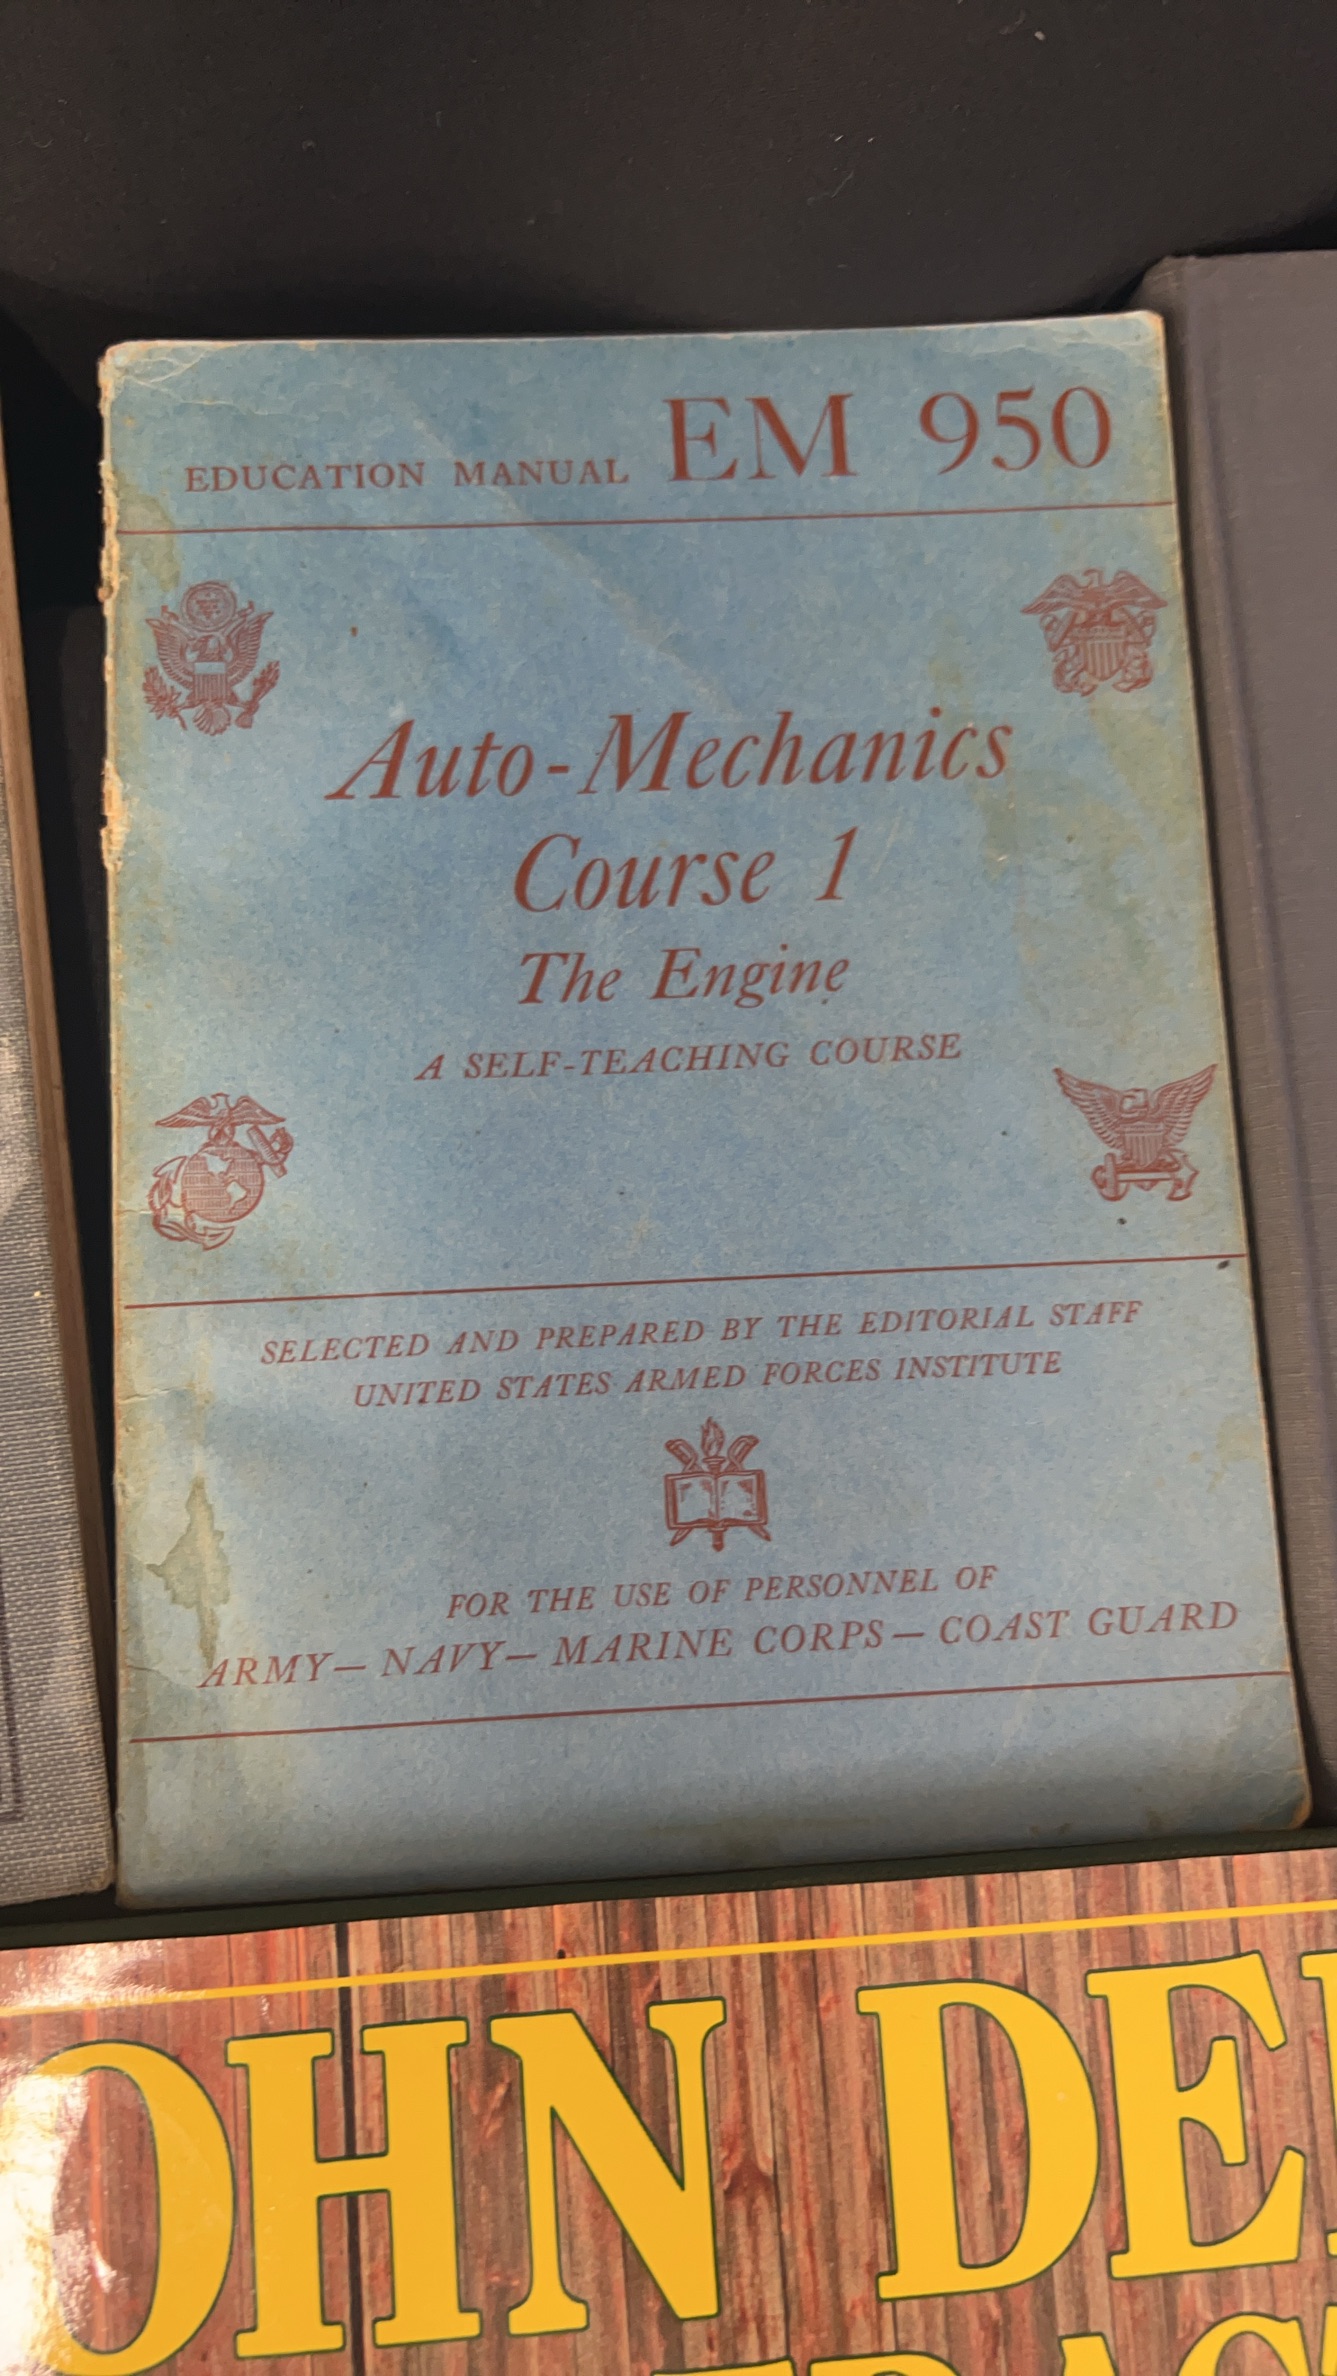 EDUCATION MANUAL EM 950
Auto-Mechanics
Course 1
The Engine
A SELF-TEACHING COURSE
SELECTED AND PREPARED BY THE EDITORIAL STAFF
UNITED STATES ARMED FORCES INSTITUTE
FOR THE USE OF PERSONNEL OF
ARMY—NAVY—MARINE CORPS—COAST GUARD
OHN DE